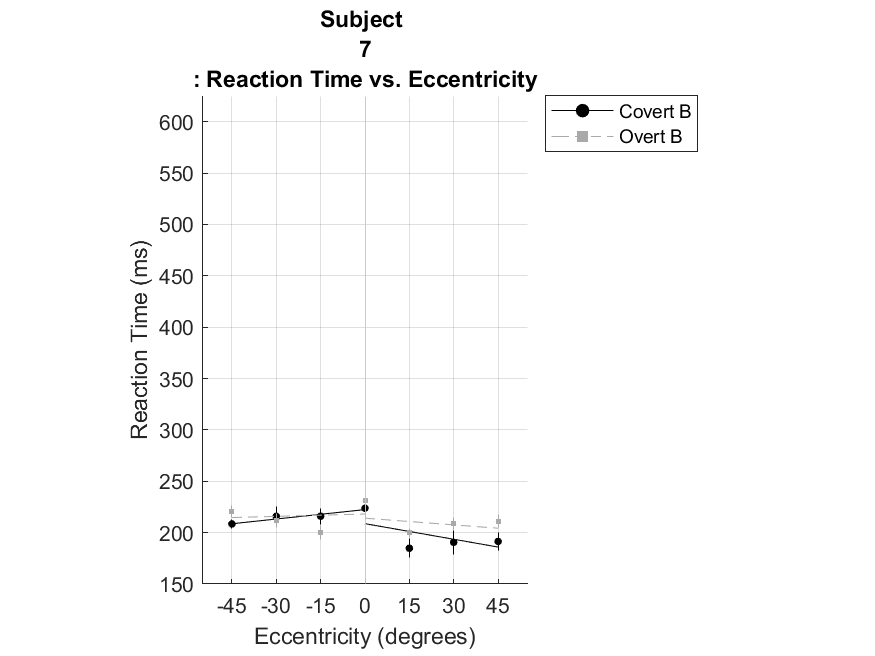 Subject
7
: Reaction Time vs. Eccentricity
Covert B
Overt B
600
550
500
450
400
350
300
250
200
150
Reaction Time (ms)
-45 -30 -15 0 15 30 45
Eccentricity (degrees)